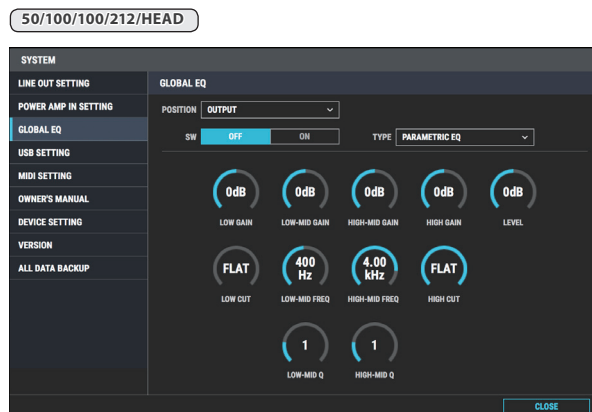 50/100/100/212/HEAD
SYSTEM
LINE OUT SETTING
POWER AMP IN SETTING
GLOBAL EQ
USB SETTING
MIDI SETTING
OWNER'S MANUAL
DEVICE SETTING
VERSION
ALL DATA BACKUP
GLOBAL EQ
POSITION OUTPUT
SW OFF ON TYPE PARAMETRIC EQ
0dB 0dB 0dB 0dB 0dB
LOW GAIN LOW-MID GAIN HIGH-MID GAIN HIGH GAIN LEVEL
FLAT 400 Hz 4.00 kHz FLAT
LOW CUT LOW-MID FREQ HIGH-MID FREQ HIGH CUT
1 1
LOW-MID Q HIGH-MID Q
CLOSE